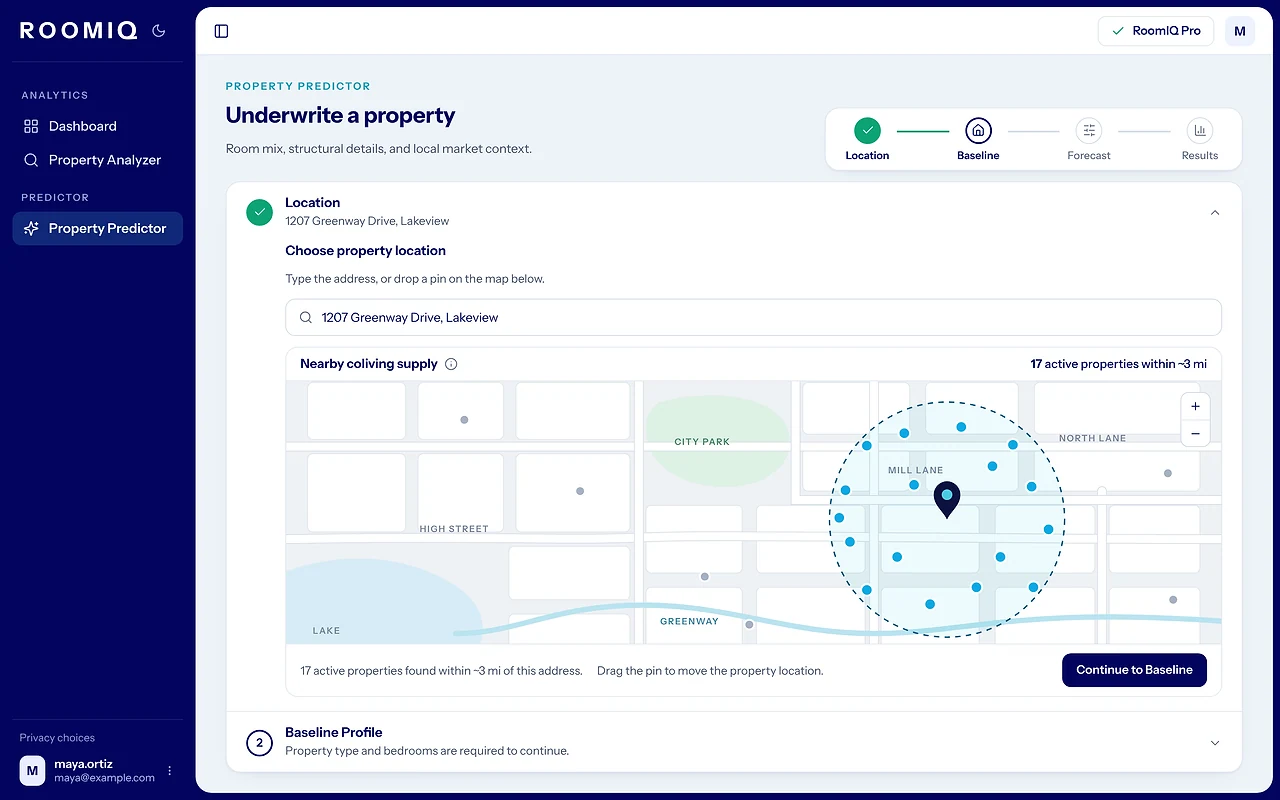 ROOMIQ
ANALYTICS
Dashboard
Property Analyzer
PREDICTOR
Property Predictor
Privacy choices
M
maya.ortiz
maya@example.com
RoomIQ Pro
M
PROPERTY PREDICTOR
Underwrite a property
Room mix, structural details, and local market context.
Location
Baseline
Forecast
Results
Location
1207 Greenway Drive, Lakeview
Choose property location
Type the address, or drop a pin on the map below.
1207 Greenway Drive, Lakeview
Nearby coliving supply
17 active properties within ~3 mi
+
−
CITY PARK
NORTH LANE
MILL LANE
HIGH STREET
GREENWAY
LAKE
17 active properties found within ~3 mi of this address.
Drag the pin to move the property location.
Continue to Baseline
2
Baseline Profile
Property type and bedrooms are required to continue.